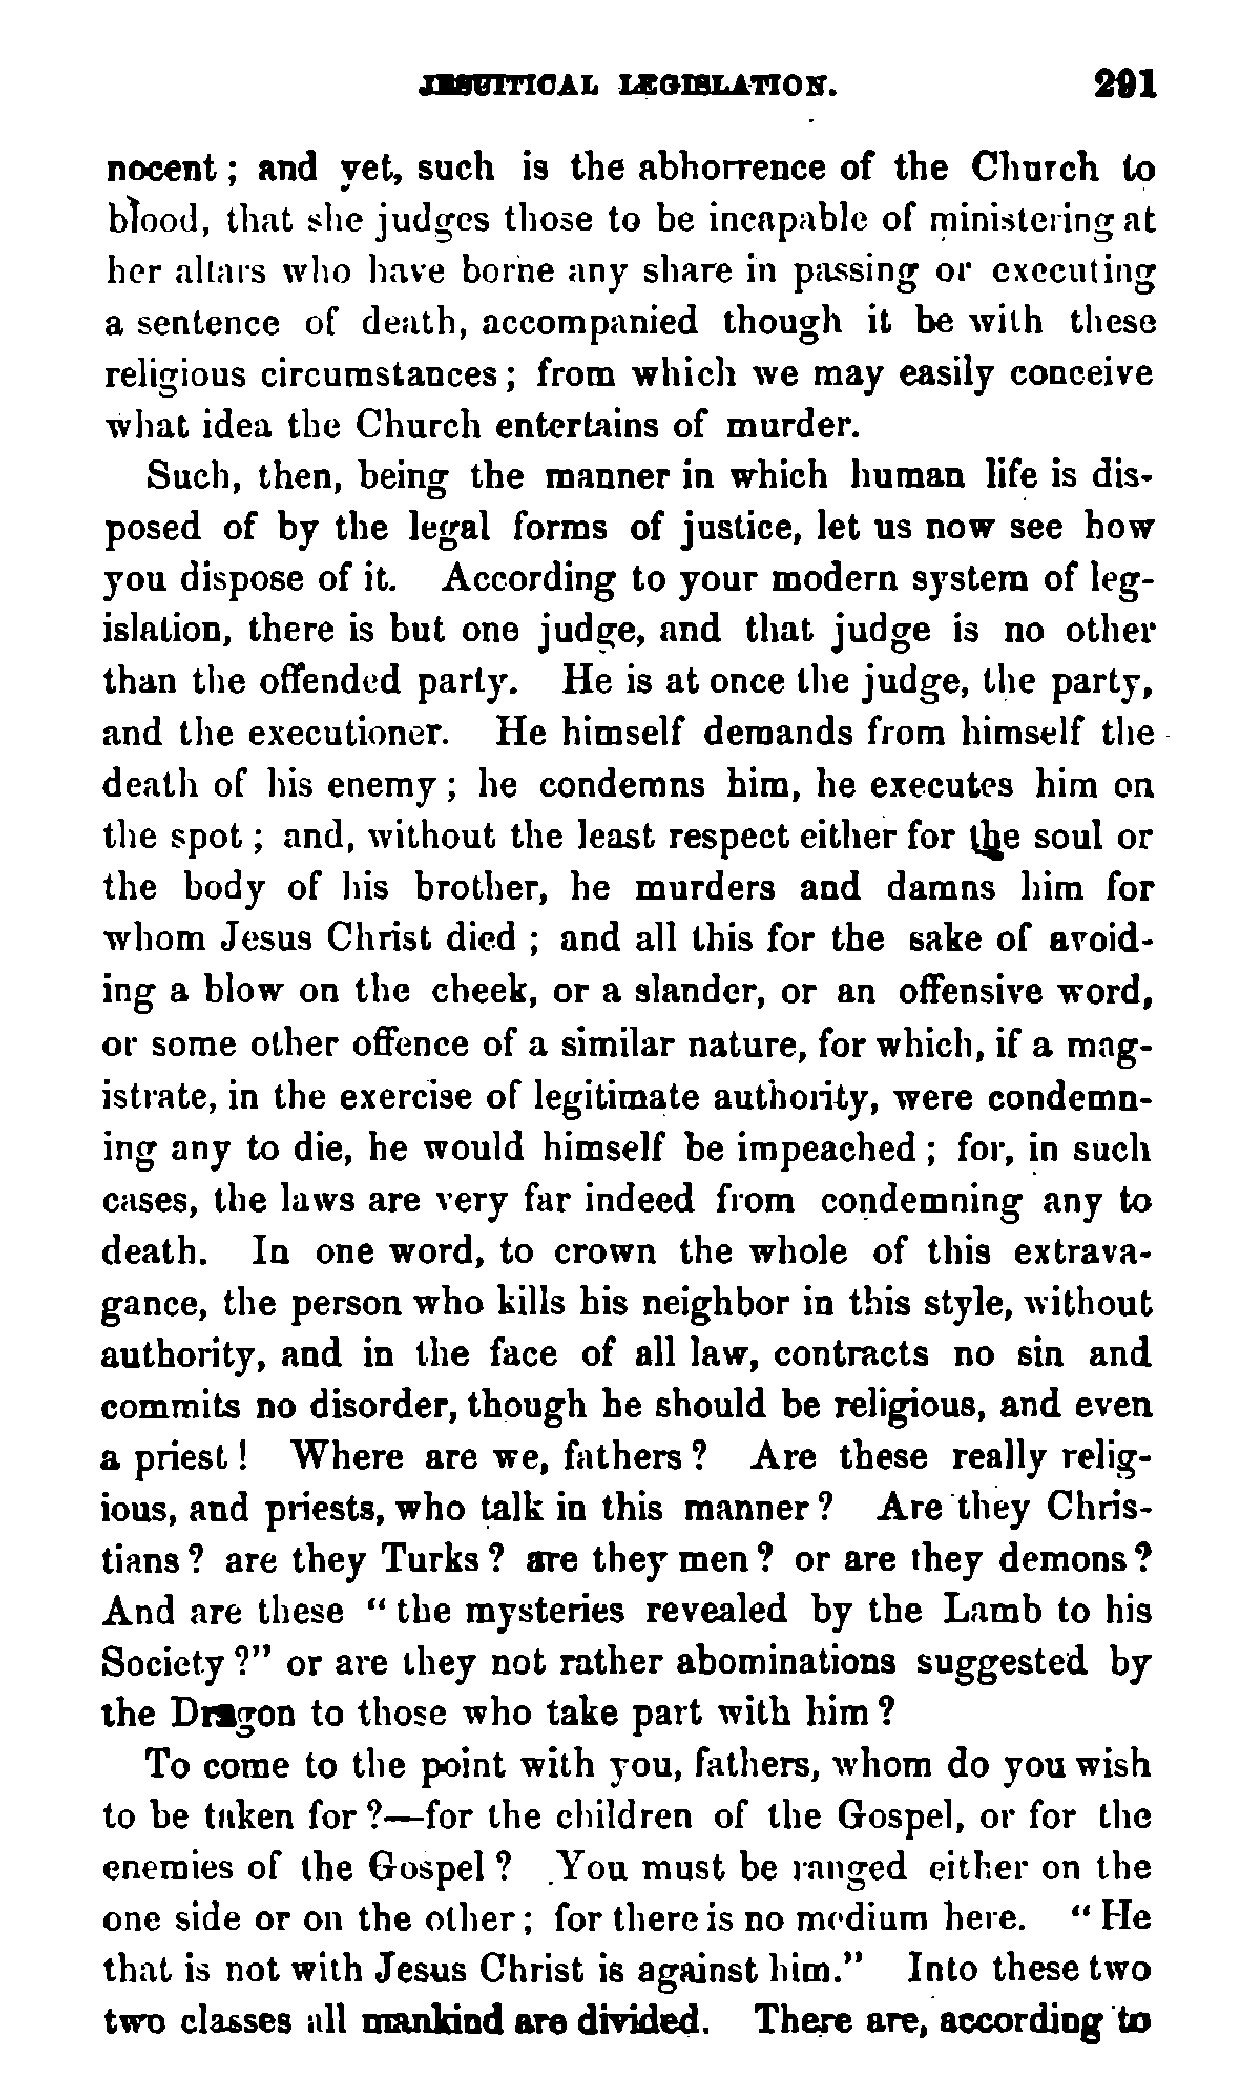 JESUITICAL LEGISLATION. 291
nocent ; and yet, such is the abhorrence of the Church to
blood, that she judges those to be incapable of ministering at
her altars who have borne any share in passing or executing
a sentence of death, accompanied though it be with these
religious circumstances ; from which we may easily conceive
what idea the Church entertains of murder.
Such, then, being the manner in which human life is dis-
posed of by the legal forms of justice, let us now see how
you dispose of it. According to your modern system of leg-
islation, there is but one judge, and that judge is no other
than the offended party. He is at once the judge, the party,
and the executioner. He himself demands from himself the
death of his enemy ; he condemns him, he executes him on
the spot ; and, without the least respect either for the soul or
the body of his brother, he murders and damns him for
whom Jesus Christ died ; and all this for the sake of avoid-
ing a blow on the cheek, or a slander, or an offensive word,
or some other offence of a similar nature, for which, if a mag-
istrate, in the exercise of legitimate authority, were condemn-
ing any to die, he would himself be impeached ; for, in such
cases, the laws are very far indeed from condemning any to
death. In one word, to crown the whole of this extrava-
gance, the person who kills his neighbor in this style, without
authority, and in the face of all law, contracts no sin and
commits no disorder, though he should be religious, and even
a priest ! Where are we, fathers ? Are these really relig-
ious, and priests, who talk in this manner ? Are they Chris-
tians ? are they Turks ? are they men ? or are they demons ?
And are these " the mysteries revealed by the Lamb to his
Society ?" or are they not rather abominations suggested by
the Dragon to those who take part with him ?
To come to the point with you, fathers, whom do you wish
to be taken for ?—for the children of the Gospel, or for the
enemies of the Gospel ? You must be ranged either on the
one side or on the other ; for there is no medium here. " He
that is not with Jesus Christ is against him." Into these two
two classes all mankind are divided. There are, according to